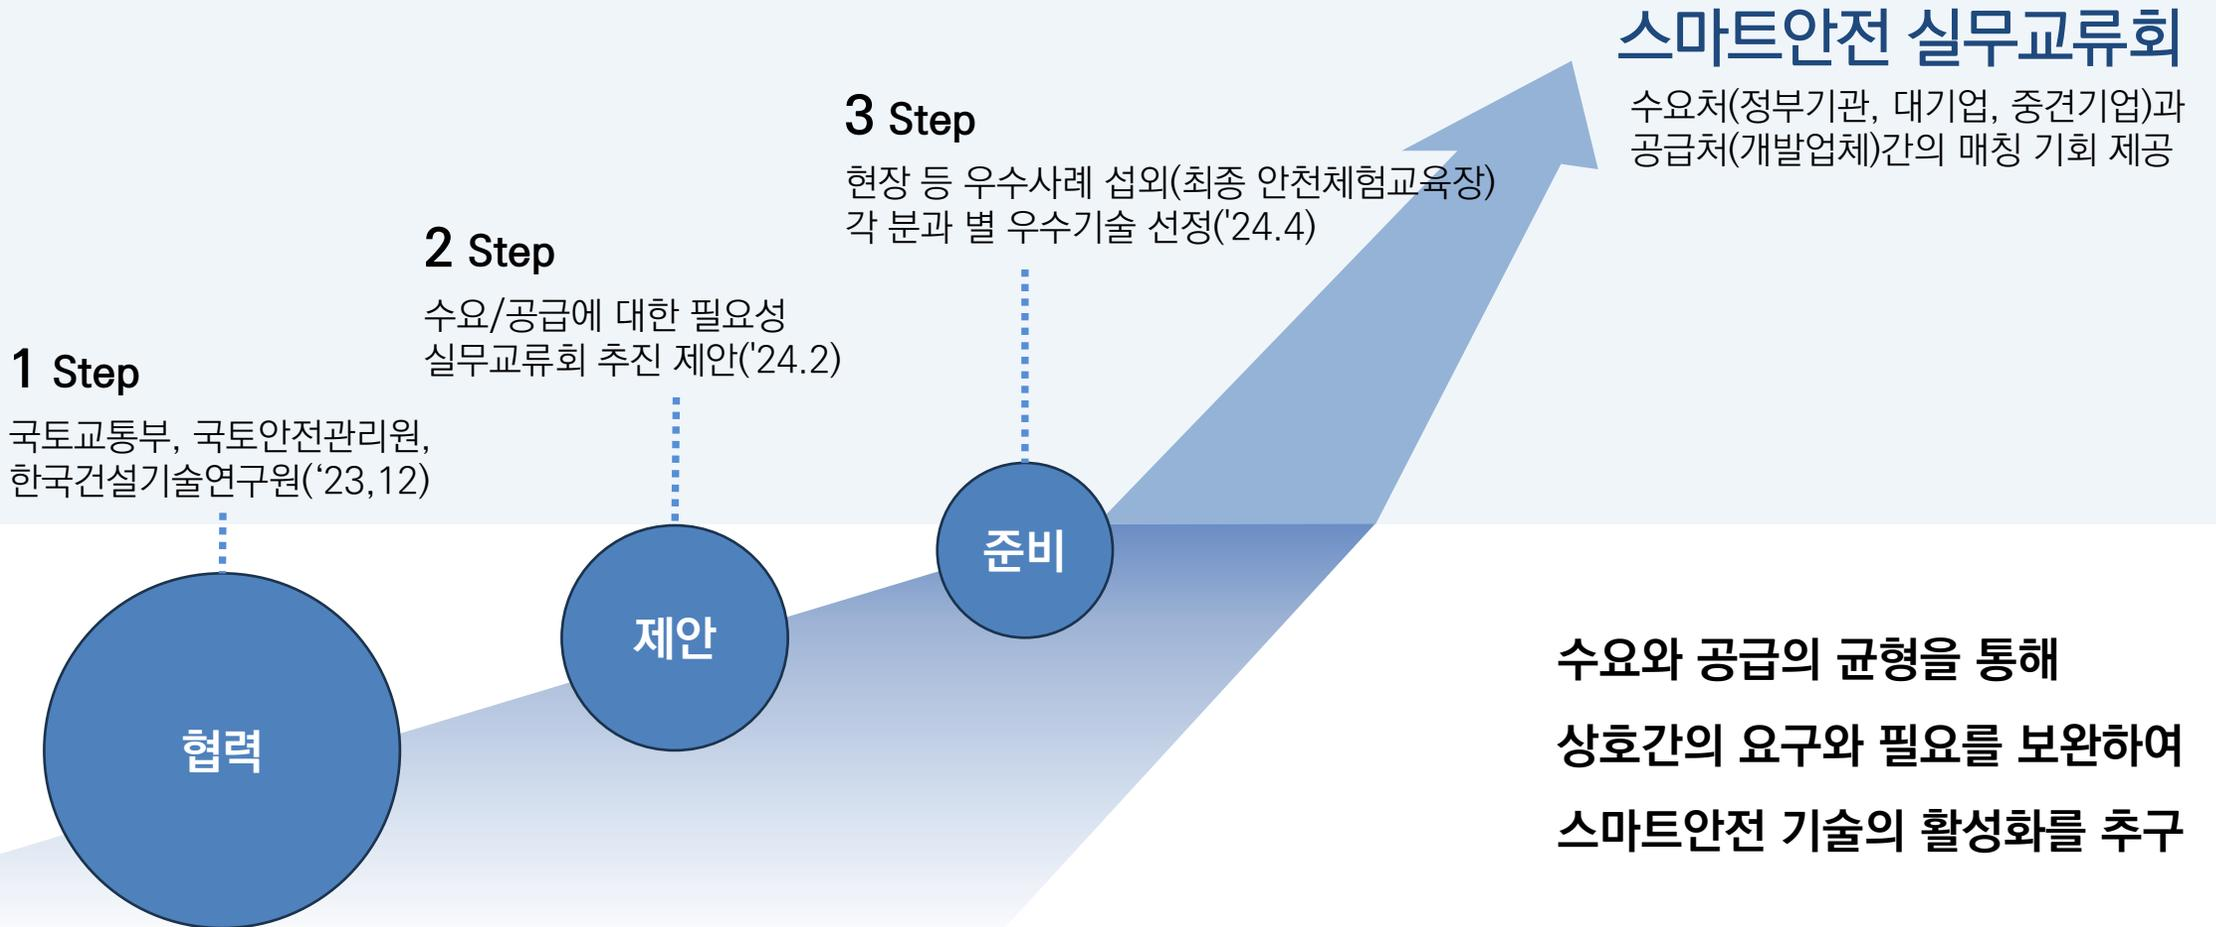 스마트안전 실무교류회
수요처(정부기관, 대기업, 중견기업)과
공급처(개발업체)간의 매칭 기회 제공
3 Step
현장 등 우수사례 섭외(최종 안천체험교육장)
각 분과 별 우수기술 선정('24.4)
2 Step
수요/공급에 대한 필요성
실무교류회 추진 제안('24.2)
1 Step
국토교통부, 국토안전관리원,
한국건설기술연구원(‘23,12)
준비
제안
협력
수요와 공급의 균형을 통해
상호간의 요구와 필요를 보완하여
스마트안전 기술의 활성화를 추구